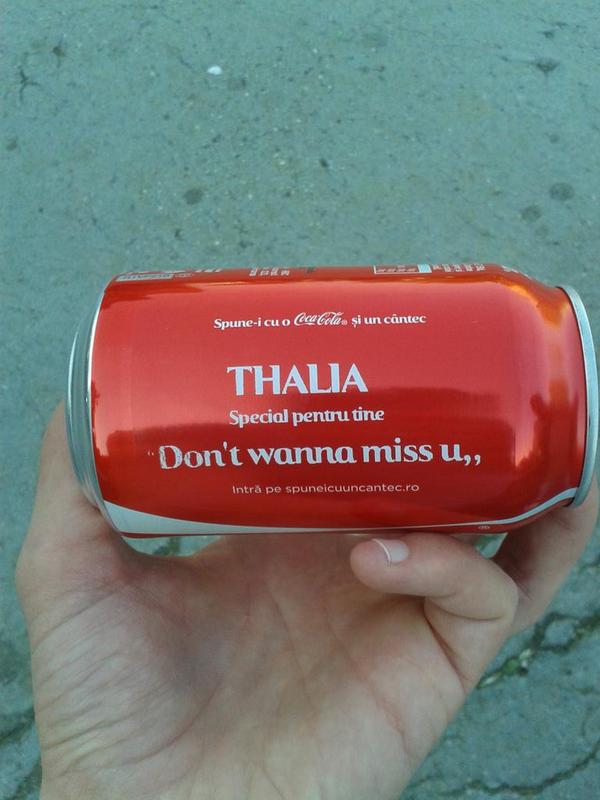 Spune-i cu o Coca-Cola® și un cântec
THALIA
Special pentru tine
"Don't wanna miss u,,
Intră pe spuneicuuncantec.ro